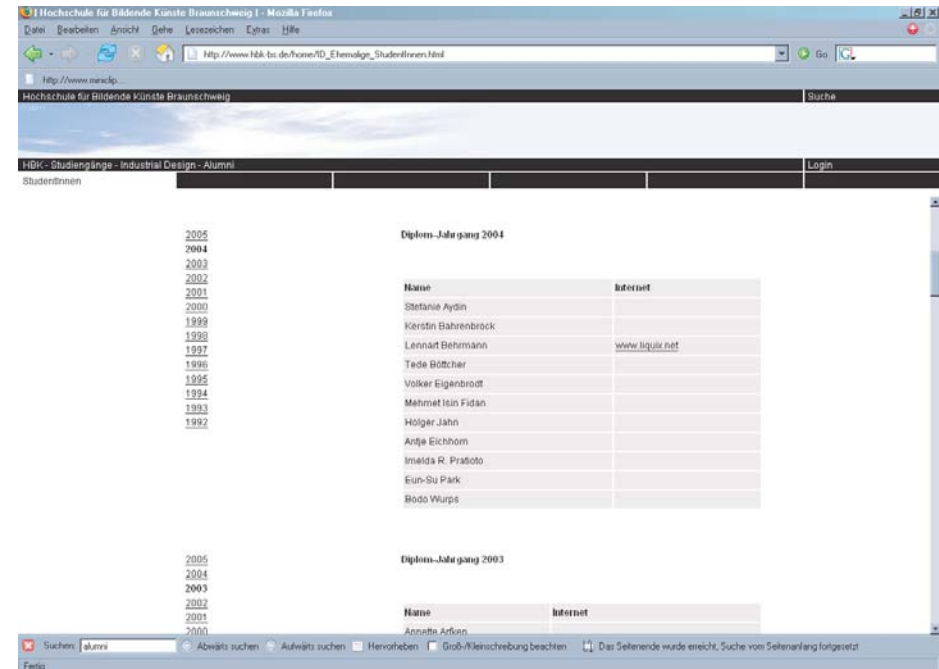 Hochschule für Bildende Künste Braunschweig | - Mozilla Firefox
Datei Bearbeiten Ansicht Gehe Lesezeichen Extras Hilfe
http://www.hbk-bs.de/home/ID_Ehemalige_StudentInnen.html Go
http://www.miniclip...
Hochschule für Bildende Künste Braunschweig Suche
HBK - Studiengänge - Industrial Design - Alumni Login
StudentInnen
2005
2004
2003
2002
2001
2000
1999
1998
1997
1996
1995
1994
1993
1992
Diplom-Jahrgang 2004
Name Internet
Stefanie Aydin
Kerstin Bahrenbrock
Lennart Behrmann www.liquix.net
Tede Böttcher
Volker Eigenbrodt
Mehmet Isin Fidan
Holger Jahn
Antje Eichhorn
Imelda R. Pratioto
Eun-Su Park
Bodo Wurps
2005
2004
2003
2002
2001
2000
Diplom-Jahrgang 2003
Name Internet
Annette Artken
Suchen: alumni Abwärts suchen Aufwärts suchen Hervorheben Groß-/Kleinschreibung beachten Das Seitenende wurde erreicht, Suche vom Seitenanfang fortgesetzt
Fertig